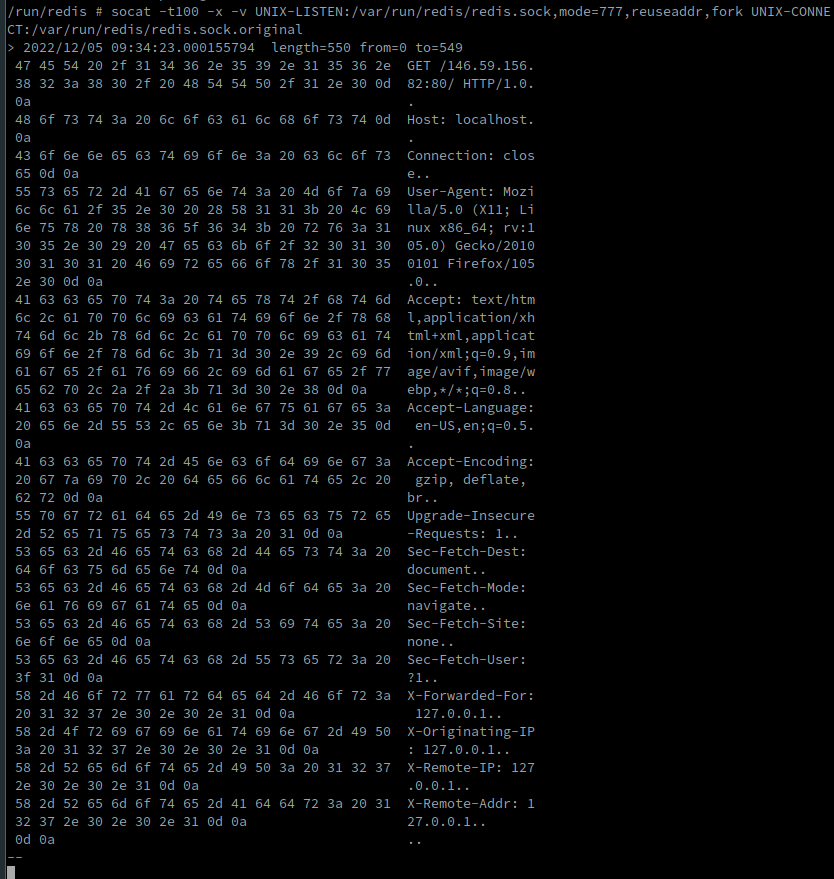 /run/redis # socat -t100 -x -v UNIX-LISTEN:/var/run/redis/redis.sock,mode=777,reuseaddr,fork UNIX-CONNE
CT:/var/run/redis/redis.sock.original
> 2022/12/05 09:34:23.000155794  length=550 from=0 to=549
 47 45 54 20 2f 31 34 36 2e 35 39 2e 31 35 36 2e  GET /146.59.156.
 38 32 3a 38 30 2f 20 48 54 54 50 2f 31 2e 30 0d  82:80/ HTTP/1.0.
 0a                                               .
 48 6f 73 74 3a 20 6c 6f 63 61 6c 68 6f 73 74 0d  Host: localhost.
 0a                                               .
 43 6f 6e 6e 65 63 74 69 6f 6e 3a 20 63 6c 6f 73  Connection: clos
 65 0d 0a                                         e..
 55 73 65 72 2d 41 67 65 6e 74 3a 20 4d 6f 7a 69  User-Agent: Mozi
 6c 6c 61 2f 35 2e 30 20 28 58 31 31 3b 20 4c 69  lla/5.0 (X11; Li
 6e 75 78 20 78 38 36 5f 36 34 3b 20 72 76 3a 31  nux x86_64; rv:1
 30 35 2e 30 29 20 47 65 63 6b 6f 2f 32 30 31 30  05.0) Gecko/2010
 30 31 30 31 20 46 69 72 65 66 6f 78 2f 31 30 35  0101 Firefox/105
 2e 30 0d 0a                                      .0..
 41 63 63 65 70 74 3a 20 74 65 78 74 2f 68 74 6d  Accept: text/htm
 6c 2c 61 70 70 6c 69 63 61 74 69 6f 6e 2f 78 68  l,application/xh
 74 6d 6c 2b 78 6d 6c 2c 61 70 70 6c 69 63 61 74  tml+xml,applicat
 69 6f 6e 2f 78 6d 6c 3b 71 3d 30 2e 39 2c 69 6d  ion/xml;q=0.9,im
 61 67 65 2f 61 76 69 66 2c 69 6d 61 67 65 2f 77  age/avif,image/w
 65 62 70 2c 2a 2f 2a 3b 71 3d 30 2e 38 0d 0a     ebp,*/*;q=0.8..
 41 63 63 65 70 74 2d 4c 61 6e 67 75 61 67 65 3a  Accept-Language:
 20 65 6e 2d 55 53 2c 65 6e 3b 71 3d 30 2e 35 0d   en-US,en;q=0.5.
 0a                                               .
 41 63 63 65 70 74 2d 45 6e 63 6f 64 69 6e 67 3a  Accept-Encoding:
 20 67 7a 69 70 2c 20 64 65 66 6c 61 74 65 2c 20   gzip, deflate, 
 62 72 0d 0a                                      br..
 55 70 67 72 61 64 65 2d 49 6e 73 65 63 75 72 65  Upgrade-Insecure
 2d 52 65 71 75 65 73 74 73 3a 20 31 0d 0a        -Requests: 1..
 53 65 63 2d 46 65 74 63 68 2d 44 65 73 74 3a 20  Sec-Fetch-Dest: 
 64 6f 63 75 6d 65 6e 74 0d 0a                    document..
 53 65 63 2d 46 65 74 63 68 2d 4d 6f 64 65 3a 20  Sec-Fetch-Mode: 
 6e 61 76 69 67 61 74 65 0d 0a                    navigate..
 53 65 63 2d 46 65 74 63 68 2d 53 69 74 65 3a 20  Sec-Fetch-Site: 
 6e 6f 6e 65 0d 0a                                none..
 53 65 63 2d 46 65 74 63 68 2d 55 73 65 72 3a 20  Sec-Fetch-User: 
 3f 31 0d 0a                                      ?1..
 58 2d 46 6f 72 77 61 72 64 65 64 2d 46 6f 72 3a  X-Forwarded-For:
 20 31 32 37 2e 30 2e 30 2e 31 0d 0a               127.0.0.1..
 58 2d 4f 72 69 67 69 6e 61 74 69 6e 67 2d 49 50  X-Originating-IP
 3a 20 31 32 37 2e 30 2e 30 2e 31 0d 0a           : 127.0.0.1..
 58 2d 52 65 6d 6f 74 65 2d 49 50 3a 20 31 32 37  X-Remote-IP: 127
 2e 30 2e 30 2e 31 0d 0a                          .0.0.1..
 58 2d 52 65 6d 6f 74 65 2d 41 64 64 72 3a 20 31  X-Remote-Addr: 1
 32 37 2e 30 2e 30 2e 31 0d 0a                    27.0.0.1..
 0d 0a                                            ..
--